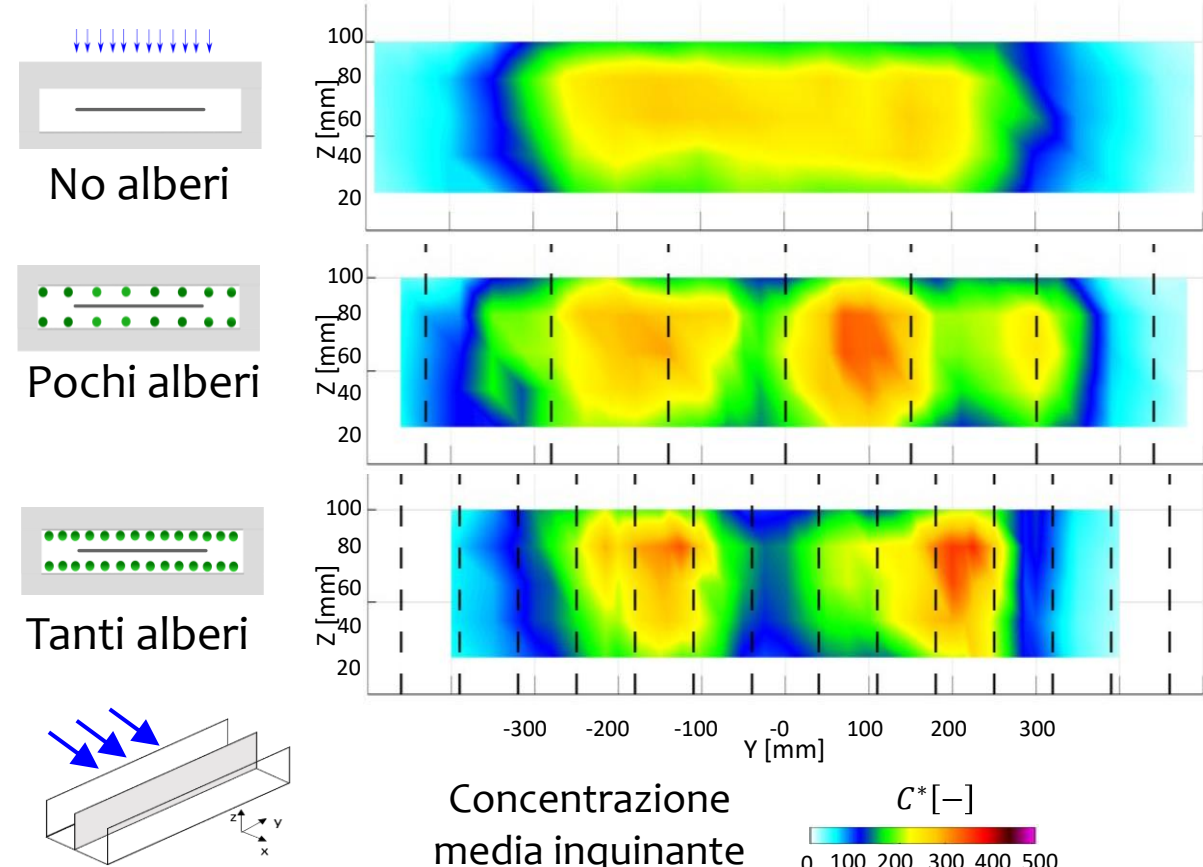 100
80
60
40
20
Z [mm]
No alberi
100
80
60
40
20
Z [mm]
Pochi alberi
100
80
60
40
20
Z [mm]
Tanti alberi
-300 -200 -100 -0 100 200 300
Y [mm]
z y
x
Concentrazione
media inquinante
C*[−]
0 100 200 300 400 500